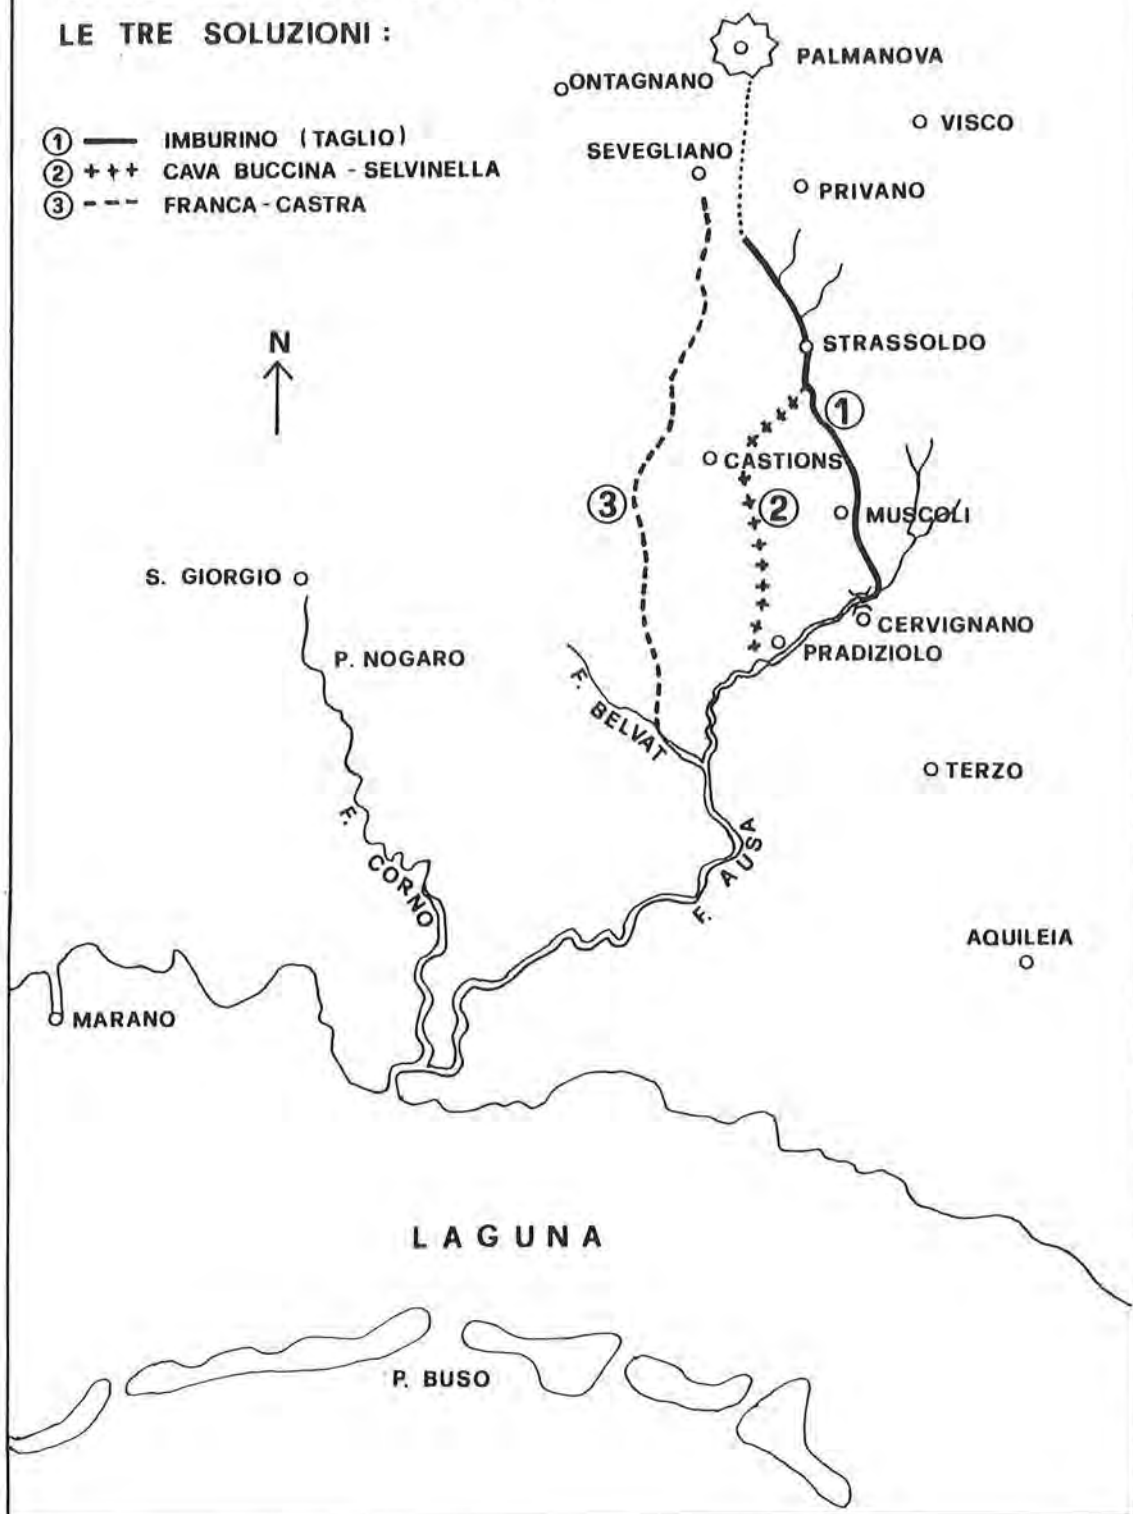 LE TRE SOLUZIONI :
① IMBURINO (TAGLIO)
② +++ CAVA BUCCINA - SELVINELLA
③ --- FRANCA - CASTRA
PALMANOVA
ONTAGNANO
VISCO
SEVEGLIANO
PRIVANO
N
STRASSOLDO
①
CASTIONS
③
②
MUSCOLI
S. GIORGIO
CERVIGNANO
PRADIZIOLO
P. NOGARO
F. BELVAT
TERZO
F. CORNO
F. AUSA
AQUILEIA
MARANO
LAGUNA
P. BUSO